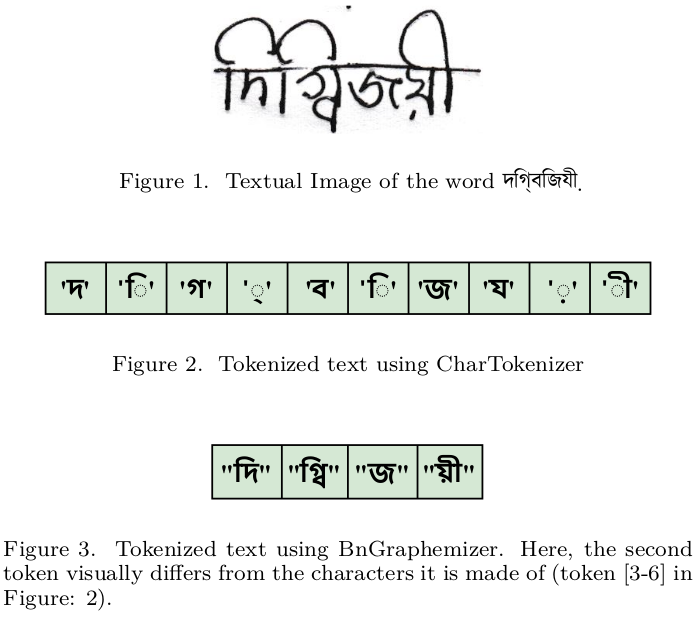 দিগ্বিজয়ী
Figure 1. Textual Image of the word দগি্বজিযী.
'দ' 'ি' 'গ' '্' 'ব' 'ি' 'জ' 'য' '়' 'ী'
Figure 2. Tokenized text using CharTokenizer
"দি" "গ্বি" "জ" "য়ী"
Figure 3. Tokenized text using BnGraphemizer. Here, the second
token visually differs from the characters it is made of (token [3-6] in
Figure: 2).